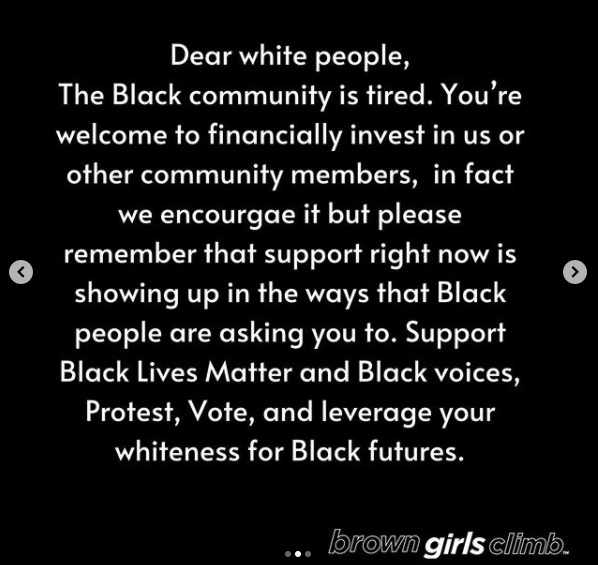 Dear white people,
The Black community is tired. You're
welcome to financially invest in us or
other community members,  in fact
we encourgae it but please
remember that support right now is
showing up in the ways that Black
people are asking you to. Support
Black Lives Matter and Black voices,
Protest, Vote, and leverage your
whiteness for Black futures.
brown girls climb™